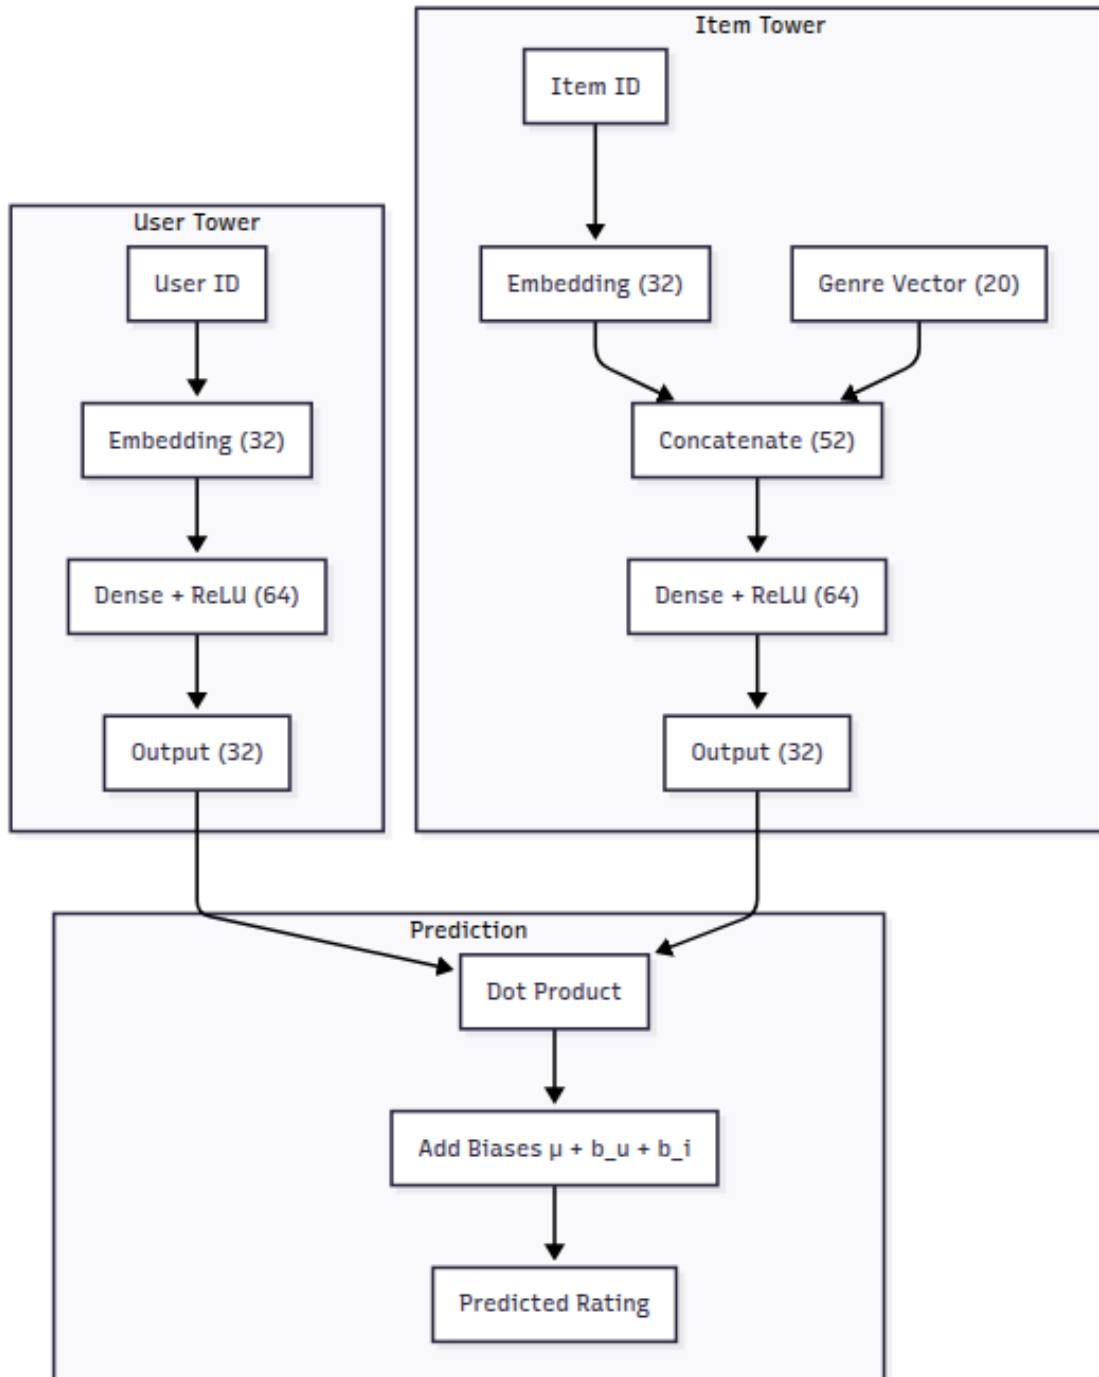 Item Tower
Item ID
User Tower
User ID
Embedding (32)
Genre Vector (20)
Embedding (32)
Concatenate (52)
Dense + ReLU (64)
Dense + ReLU (64)
Output (32)
Output (32)
Prediction
Dot Product
Add Biases μ + b_u + b_i
Predicted Rating